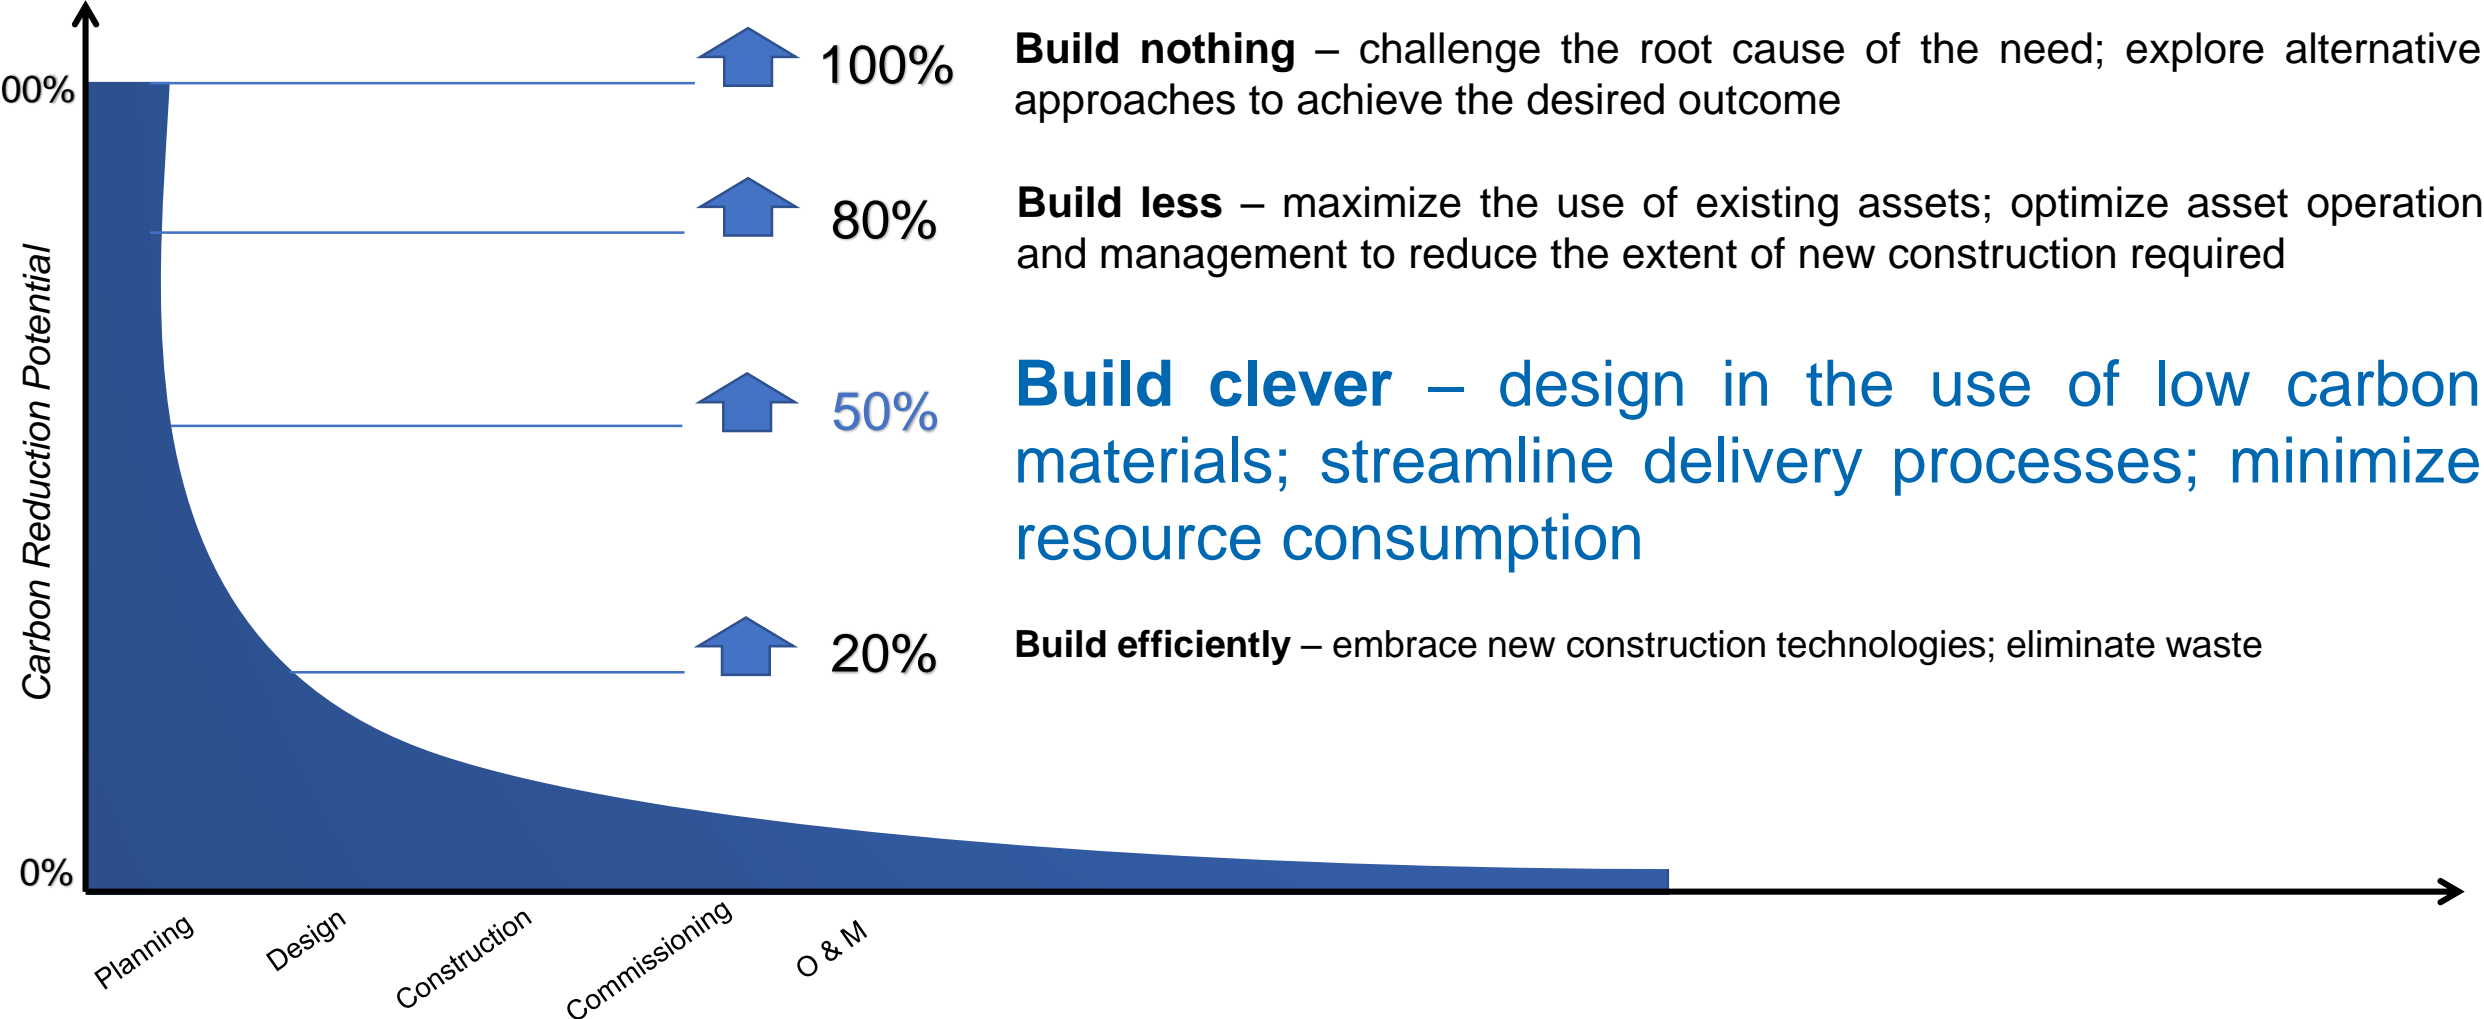 100%
Build nothing – challenge the root cause of the need; explore alternative
approaches to achieve the desired outcome
00%
80%
Build less – maximize the use of existing assets; optimize asset operation
and management to reduce the extent of new construction required
Carbon Reduction Potential
50%
Build clever – design in the use of low carbon
materials; streamline delivery processes; minimize
resource consumption
20%
Build efficiently – embrace new construction technologies; eliminate waste
0%
Planning
Design
Construction
Commissioning
O & M